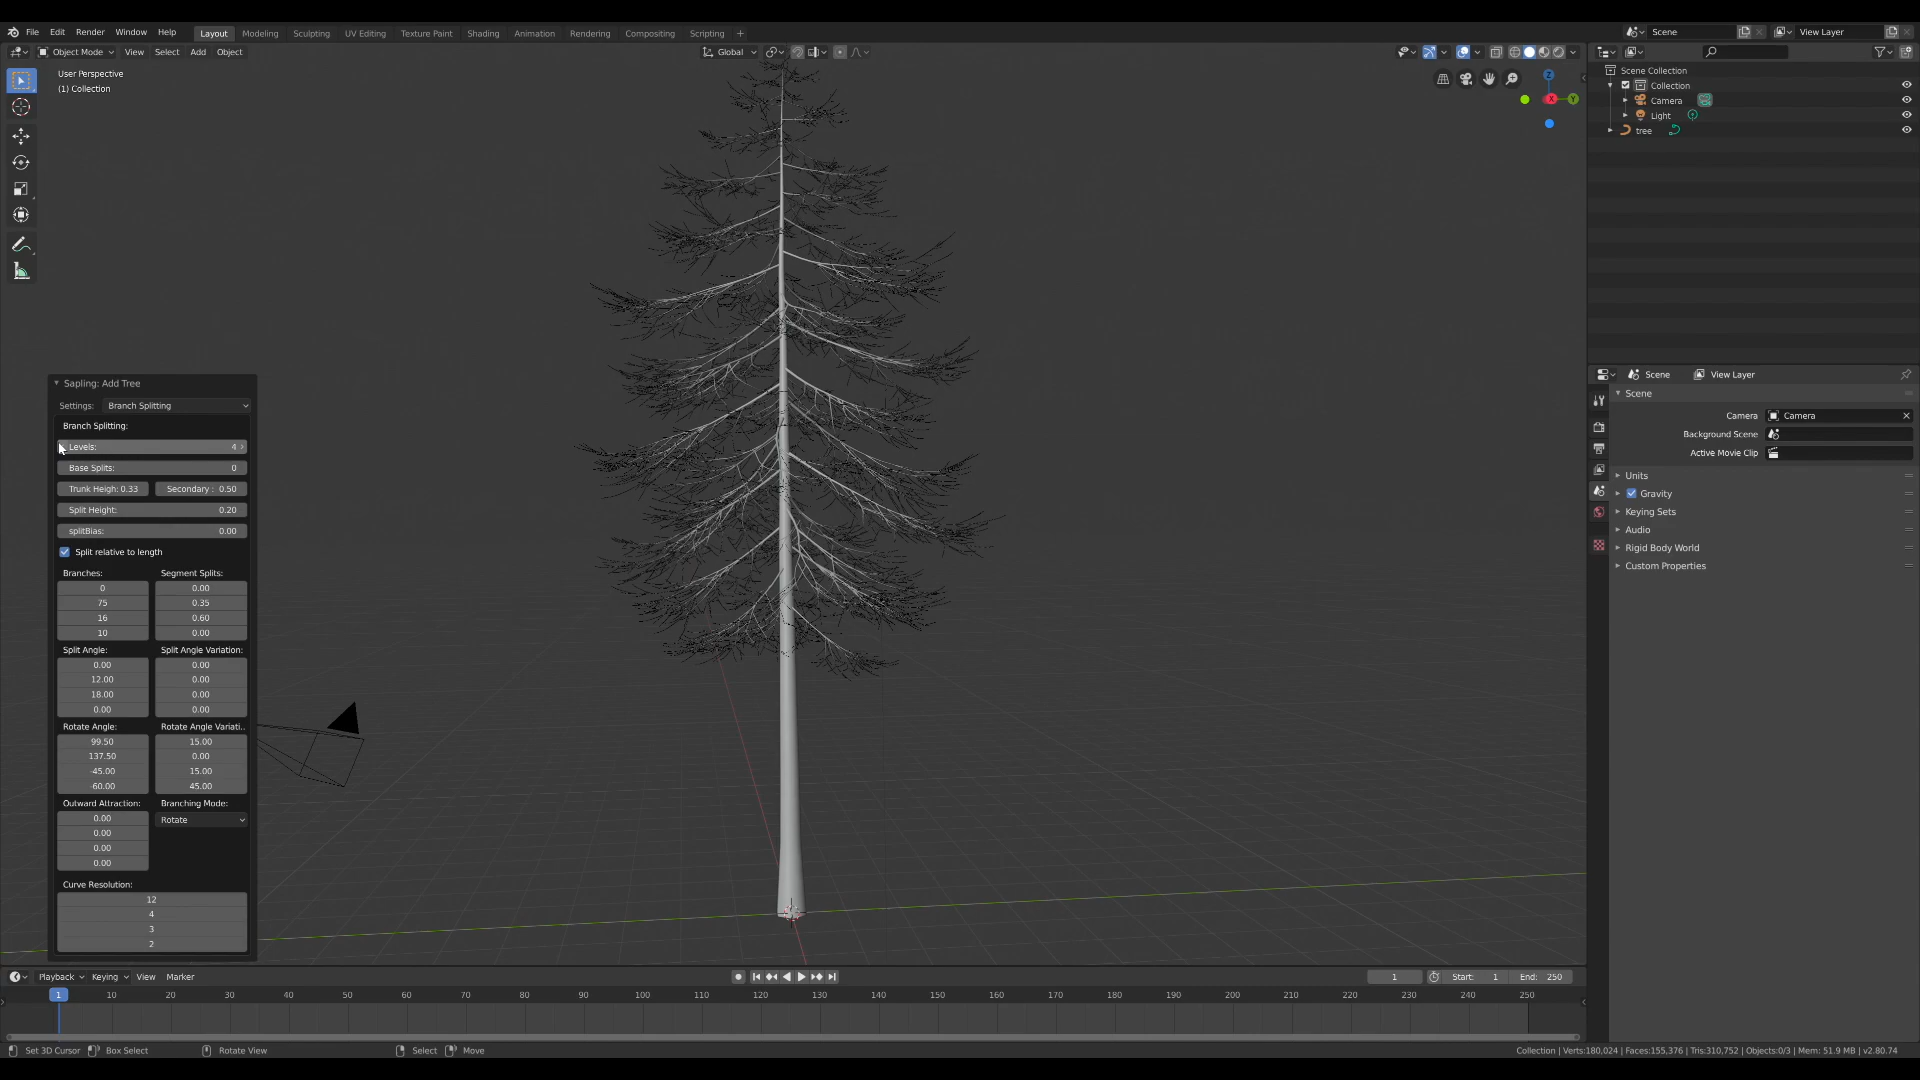 File Edit Render Window Help Layout Modeling Sculpting UV Editing Texture Paint Shading Animation Rendering Compositing Scripting + Scene View Layer
Object Mode View Select Add Object Global
User Perspective
(1) Collection
Z
X Y
Scene Collection
Collection
Camera
Light
tree
Scene View Layer
Scene
Camera Camera
Background Scene
Active Movie Clip
Units
Gravity
Keying Sets
Audio
Rigid Body World
Custom Properties
Sapling: Add Tree
Settings: Branch Splitting
Branch Splitting:
Levels: 4
Base Splits: 0
Trunk Heigh: 0.33 Secondary : 0.50
Split Height: 0.20
splitBias: 0.00
Split relative to length
Branches: Segment Splits:
0 0.00
75 0.35
16 0.60
10 0.00
Split Angle: Split Angle Variation:
0.00 0.00
12.00 0.00
18.00 0.00
0.00 0.00
Rotate Angle: Rotate Angle Variati..
99.50 15.00
137.50 0.00
-45.00 15.00
-60.00 45.00
Outward Attraction: Branching Mode:
0.00 Rotate
0.00
0.00
0.00
Curve Resolution:
12
4
3
2
Playback Keying View Marker 1 Start: 1 End: 250
1 10 20 30 40 50 60 70 80 90 100 110 120 130 140 150 160 170 180 190 200 210 220 230 240 250
Set 3D Cursor Box Select Rotate View Select Move Collection | Verts:180,024 | Faces:155,376 | Tris:310,752 | Objects:0/3 | Mem: 51.9 MB | v2.80.74